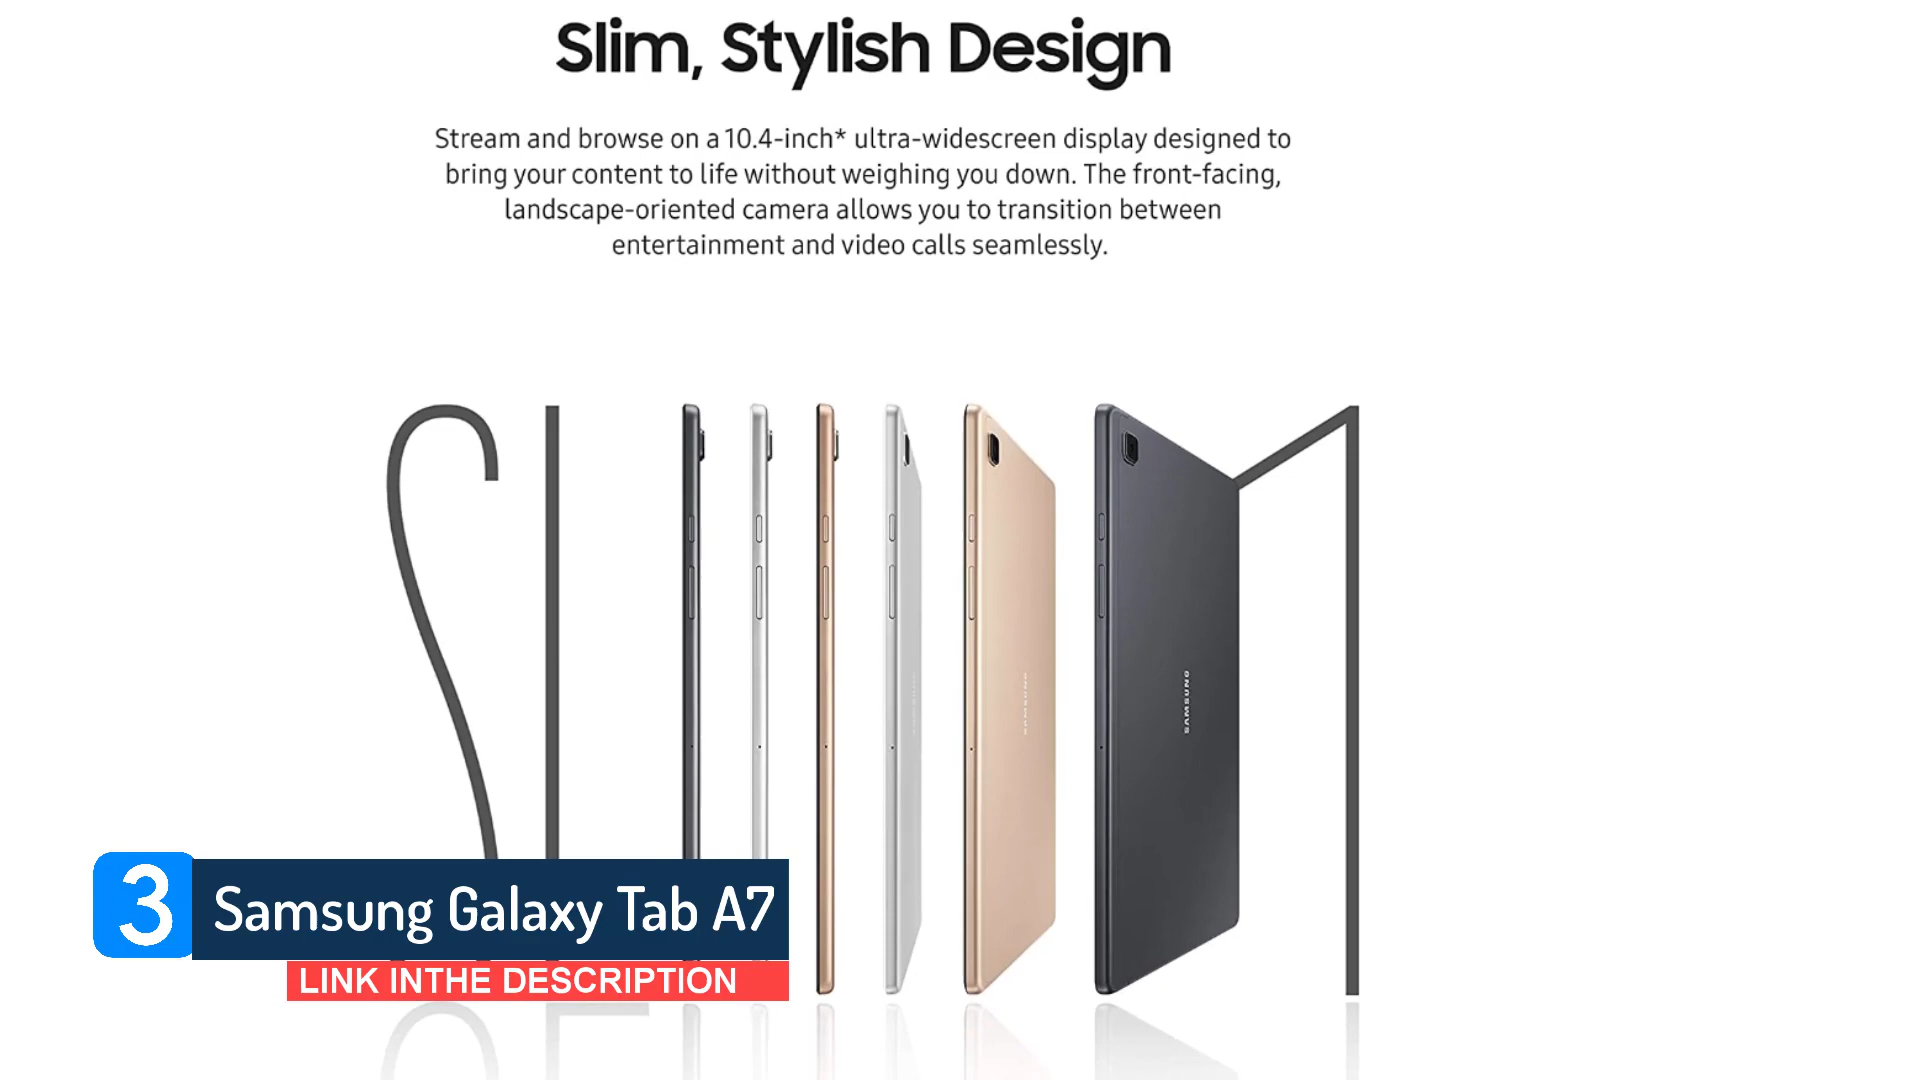 Slim, Stylish Design
Stream and browse on a 10.4-inch* ultra-widescreen display designed to
bring your content to life without weighing you down. The front-facing,
landscape-oriented camera allows you to transition between
entertainment and video calls seamlessly.
SAMSUNG
SAMSUNG
SAMSUNG
3
Samsung Galaxy Tab A7
LINK INTHE DESCRIPTION